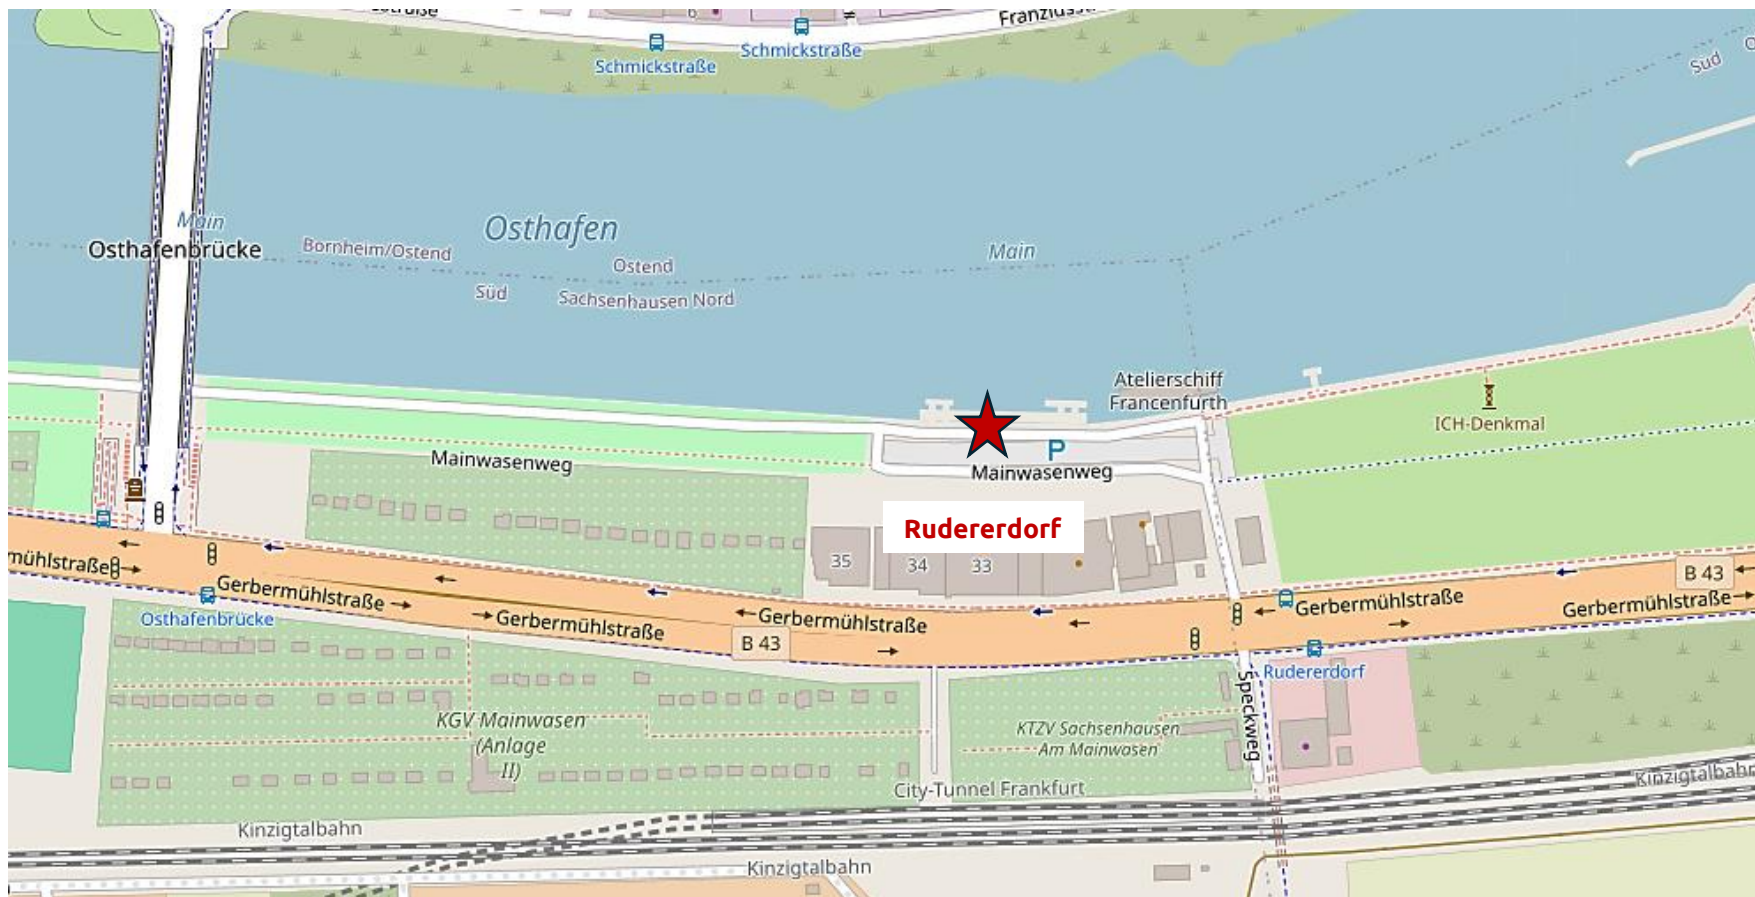 6
Schmickstraße
Schmickstraße
Süd
Main
Osthafenbrücke
Bornheim/Ostend
Osthafen
Ostend
Süd
Sachsenhausen Nord
Main
Atelierschiff
Francenfurth
ICH-Denkmal
P
Mainwasenweg
Mainwasenweg
Rudererdorf
35
34
33
mühlstraße
Gerbermühlstraße
Gerbermühlstraße
Gerbermühlstraße
Gerbermühlstraße
Gerbermühlstraße
B 43
B 43
Osthafenbrücke
Rudererdorf
Speckweg
KGV Mainwasen
(Anlage
II)
KTZV Sachsenhausen
Am Mainwasen
City-Tunnel Frankfurt
Kinzigtalbahn
Kinzigtalbahn
Kinzigtalbahn